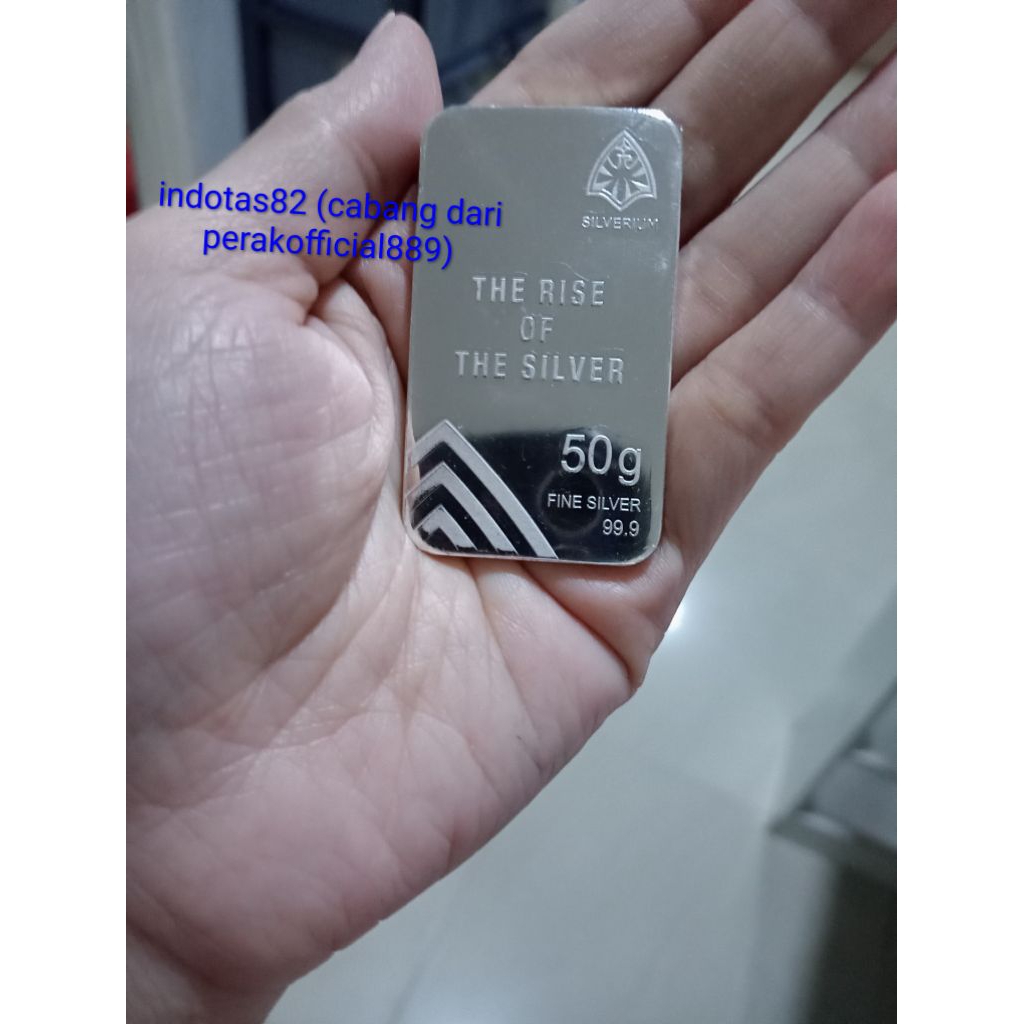 indotas82 (cabang dari
perakofficial889)
SILVERIUM
THE RISE
OF
THE SILVER
50g
FINE SILVER
99.9